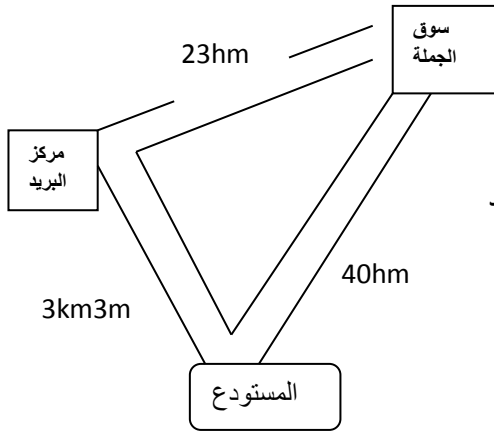 سوق
الجملة
23hm
مركز
البريد
40hm
3km3m
المستودع